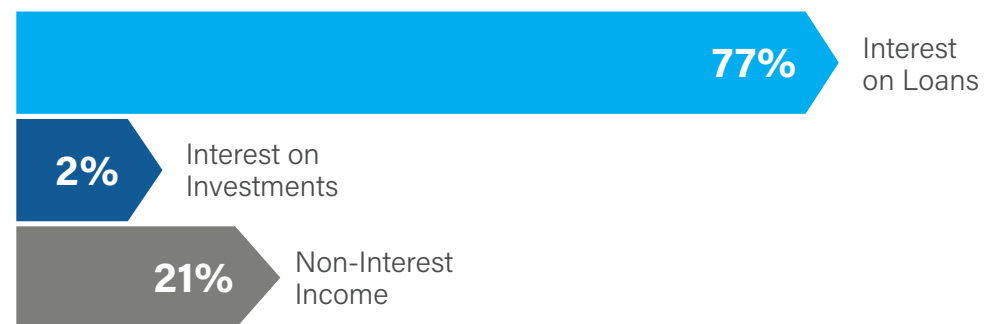 77%
Interest
on Loans
2%
Interest on
Investments
21%
Non-Interest
Income